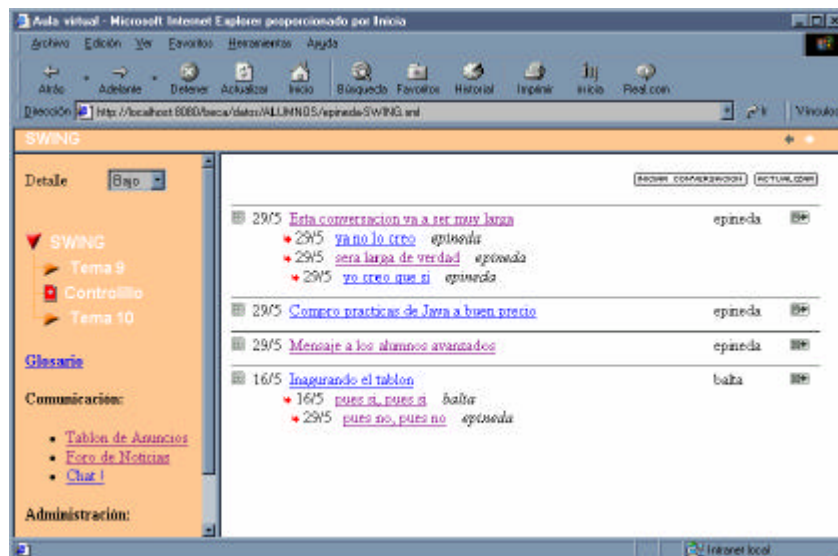 Aula virtual - Microsoft Internet Explorer proporcionado por Inicia
Archivo Edición Ver Favoritos Herramientas Ayuda
Atrás Adelante Detener Actualizar Inicio Búsqueda Favoritos Historial Imprimir inicia Real.com
Dirección http://localhost:8080/beca/datos/ALUMNOS/epineda-SWING.xml Ir Vínculos
SWING
Detalle Bajo
SWING
Tema 9
Controlillo
Tema 10
Glosario
Comunicación:
Tablon de Anuncios
Foro de Noticias
Chat !
Administración:
INICIAR CONVERSACION ACTUALIZAR
29/5 Esta conversacion va a ser muy larga epineda
29/5 ya no lo creo epineda
29/5 sera larga de verdad epineda
29/5 yo creo que si epineda
29/5 Compro practicas de Java a buen precio epineda
29/5 Mensaje a los alumnos avanzados epineda
16/5 Inagurando el tablon balta
16/5 pues si, pues si balta
29/5 pues no, pues no epineda
Intranet local